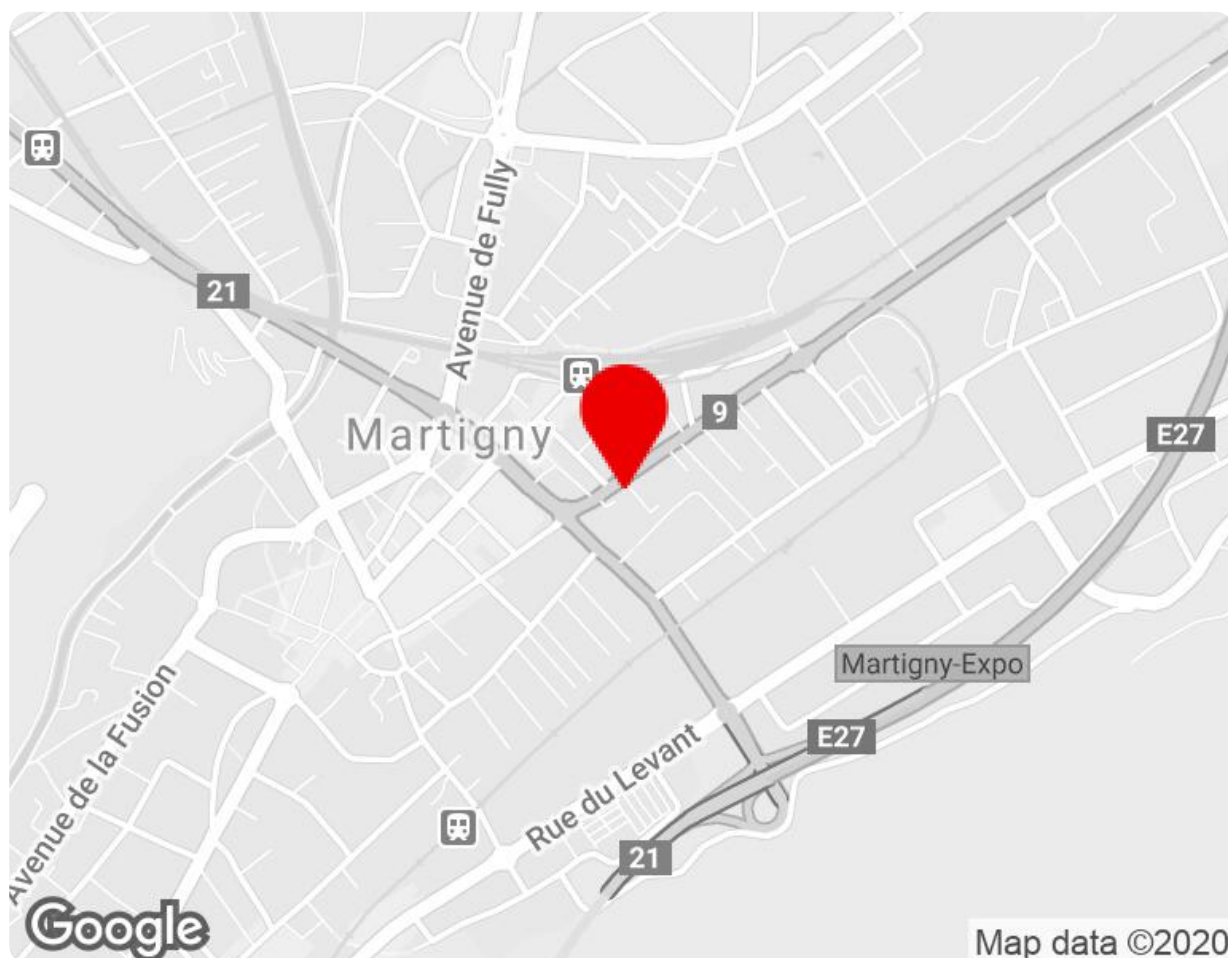 Avenue de Fully
21
9
Martigny
E27
Martigny-Expo
E27
Avenue de la Fusion
Rue du Levant
21
Google
Map data ©2020